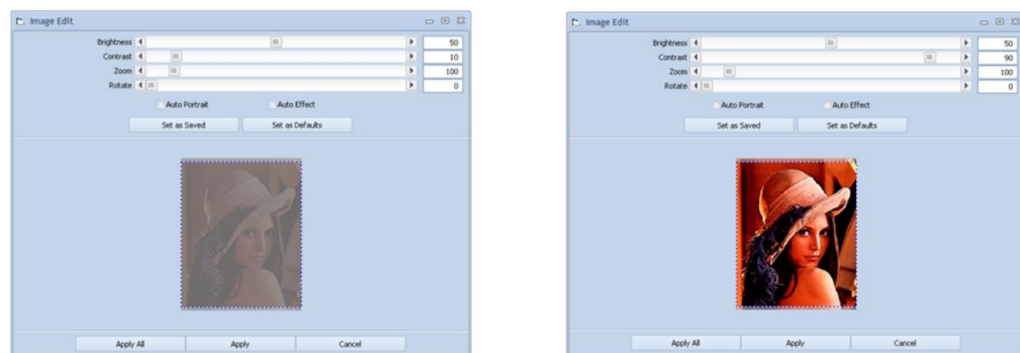 Image Edit
Brightness 50
Contrast 10
Zoom 100
Rotate 0
Auto Portrait Auto Effect
Set as Saved Set as Defaults
Apply All Apply Cancel
Image Edit
Brightness 50
Contrast 90
Zoom 100
Rotate 0
Auto Portrait Auto Effect
Set as Saved Set as Defaults
Apply All Apply Cancel